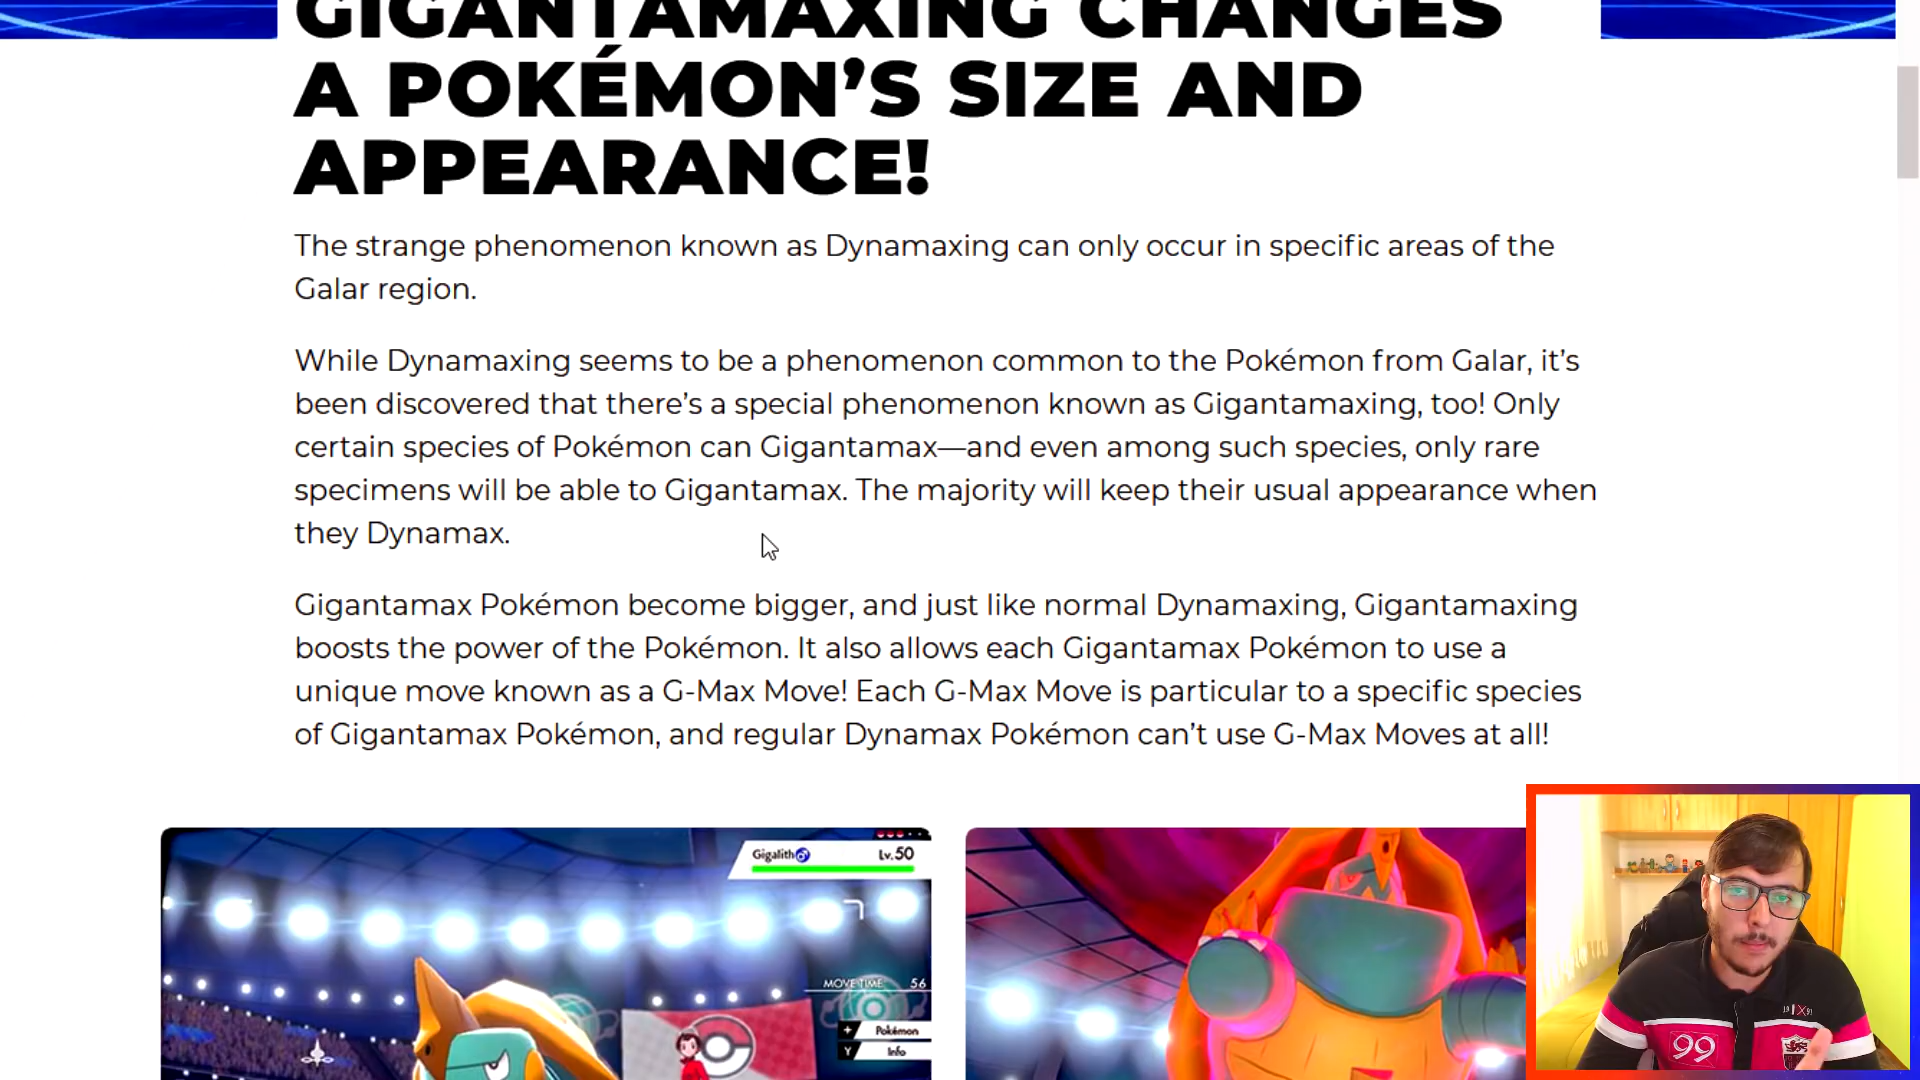 GIGANTAMAXING CHANGES
A POKÉMON’S SIZE AND
APPEARANCE!
The strange phenomenon known as Dynamaxing can only occur in specific areas of the
Galar region.
While Dynamaxing seems to be a phenomenon common to the Pokémon from Galar, it’s
been discovered that there’s a special phenomenon known as Gigantamaxing, too! Only
certain species of Pokémon can Gigantamax—and even among such species, only rare
specimens will be able to Gigantamax. The majority will keep their usual appearance when
they Dynamax.
Gigantamax Pokémon become bigger, and just like normal Dynamaxing, Gigantamaxing
boosts the power of the Pokémon. It also allows each Gigantamax Pokémon to use a
unique move known as a G-Max Move! Each G-Max Move is particular to a specific species
of Gigantamax Pokémon, and regular Dynamax Pokémon can’t use G-Max Moves at all!
Gigalith♂ Lv.50
MOVE TIME 56
+ Pokémon
Y Info
19 IX 91
99